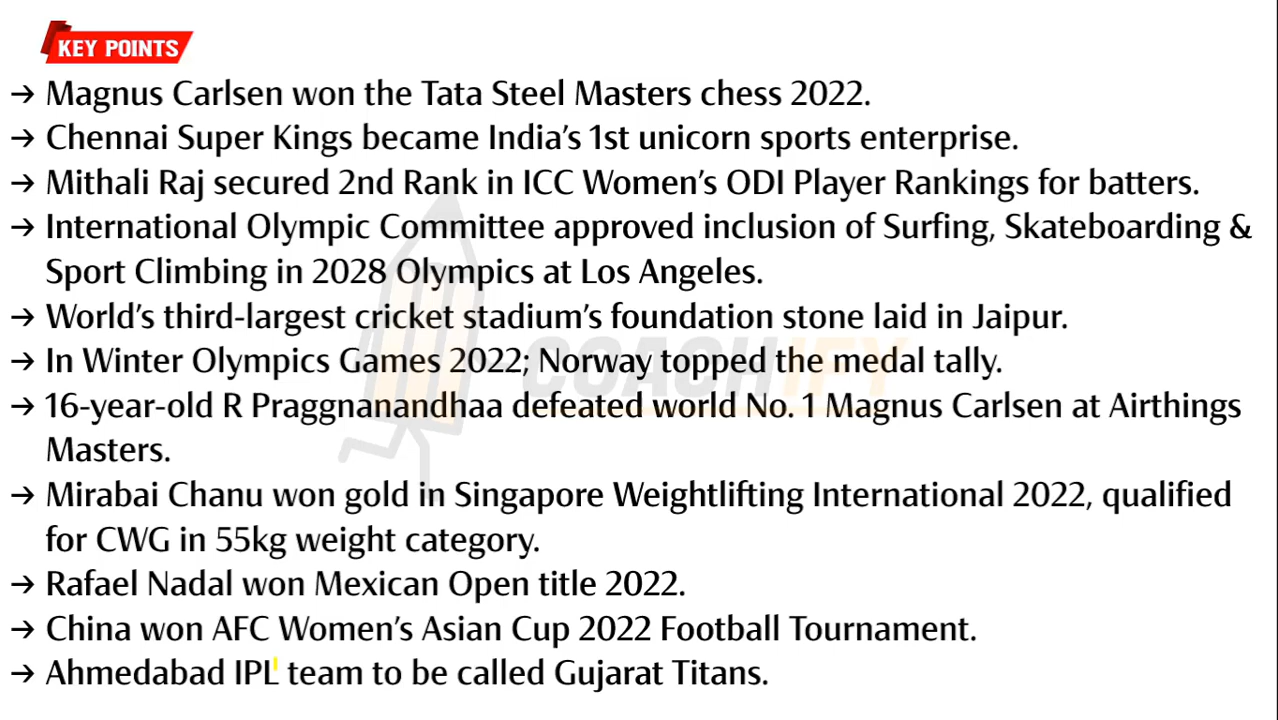 KEY POINTS
→ Magnus Carlsen won the Tata Steel Masters chess 2022.
→ Chennai Super Kings became India’s 1st unicorn sports enterprise.
→ Mithali Raj secured 2nd Rank in ICC Women’s ODI Player Rankings for batters.
→ International Olympic Committee approved inclusion of Surfing, Skateboarding &
Sport Climbing in 2028 Olympics at Los Angeles.
→ World’s third-largest cricket stadium’s foundation stone laid in Jaipur.
→ In Winter Olympics Games 2022; Norway topped the medal tally.
→ 16-year-old R Praggnanandhaa defeated world No. 1 Magnus Carlsen at Airthings
Masters.
→ Mirabai Chanu won gold in Singapore Weightlifting International 2022, qualified
for CWG in 55kg weight category.
→ Rafael Nadal won Mexican Open title 2022.
→ China won AFC Women’s Asian Cup 2022 Football Tournament.
→ Ahmedabad IPL team to be called Gujarat Titans.
COACHIFY